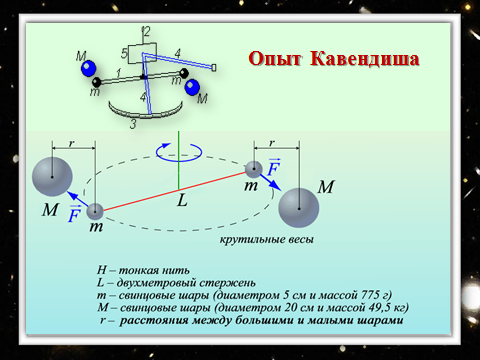 Опыт Кавендиша
2
5
4
M
1
m
m
4
M
3
r
r
M
F
m
L
m
F
M
крутильные весы
H – тонкая нить
L – двухметровый стержень
m – свинцовые шары (диаметром 5 см и массой 775 г)
M – свинцовые шары (диаметром 20 см и массой 49,5 кг)
r – расстояния между большими и малыми шарами